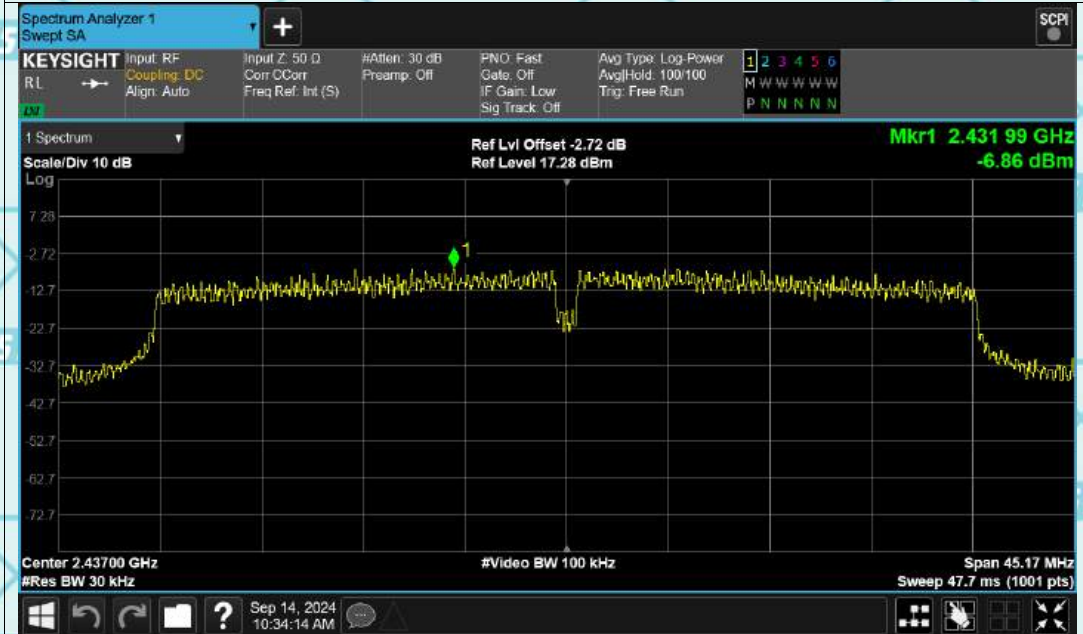 Spectrum Analyzer 1
Swept SA
+
SCPI
KEYSIGHT
RL
Input: RF
Coupling: DC
Align: Auto
Input Z: 50 Ω
Corr CCorr
Freq Ref: Int (S)
#Atten: 30 dB
Preamp: Off
PNO: Fast
Gate: Off
IF Gain: Low
Sig Track: Off
Avg Type: Log-Power
Avg|Hold: 100/100
Trig: Free Run
1 2 3 4 5 6
M W W W W W
P N N N N N
1 Spectrum
Scale/Div 10 dB
Log
Ref Lvl Offset -2.72 dB
Ref Level 17.28 dBm
Mkr1 2.431 99 GHz
-6.86 dBm
7.28
-2.72
-12.7
-22.7
-32.7
-42.7
-52.7
-62.7
-72.7
1
Center 2.43700 GHz
#Res BW 30 kHz
#Video BW 100 kHz
Span 45.17 MHz
Sweep 47.7 ms (1001 pts)
?
Sep 14, 2024
10:34:14 AM